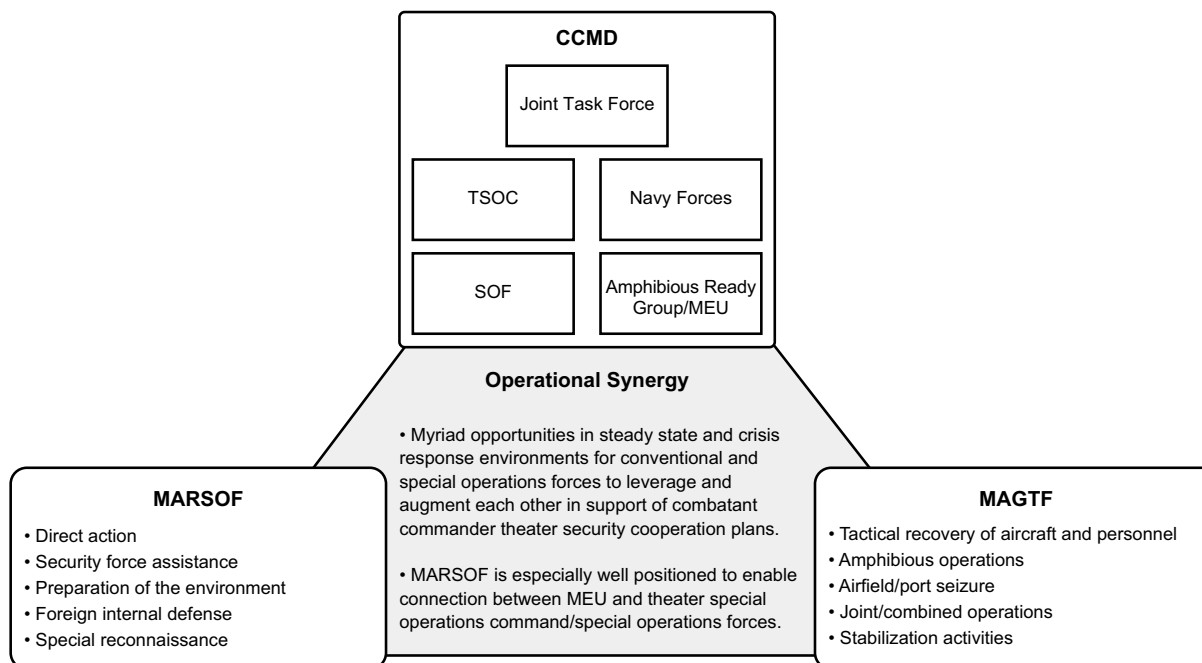 CCMD
Joint Task Force
TSOC
Navy Forces
SOF
Amphibious Ready
Group/MEU
Operational Synergy
• Myriad opportunities in steady state and crisis
response environments for conventional and
special operations forces to leverage and
augment each other in support of combatant
commander theater security cooperation plans.
• MARSOF is especially well positioned to enable
connection between MEU and theater special
operations command/special operations forces.
MARSOF
• Direct action
• Security force assistance
• Preparation of the environment
• Foreign internal defense
• Special reconnaissance
MAGTF
• Tactical recovery of aircraft and personnel
• Amphibious operations
• Airfield/port seizure
• Joint/combined operations
• Stabilization activities